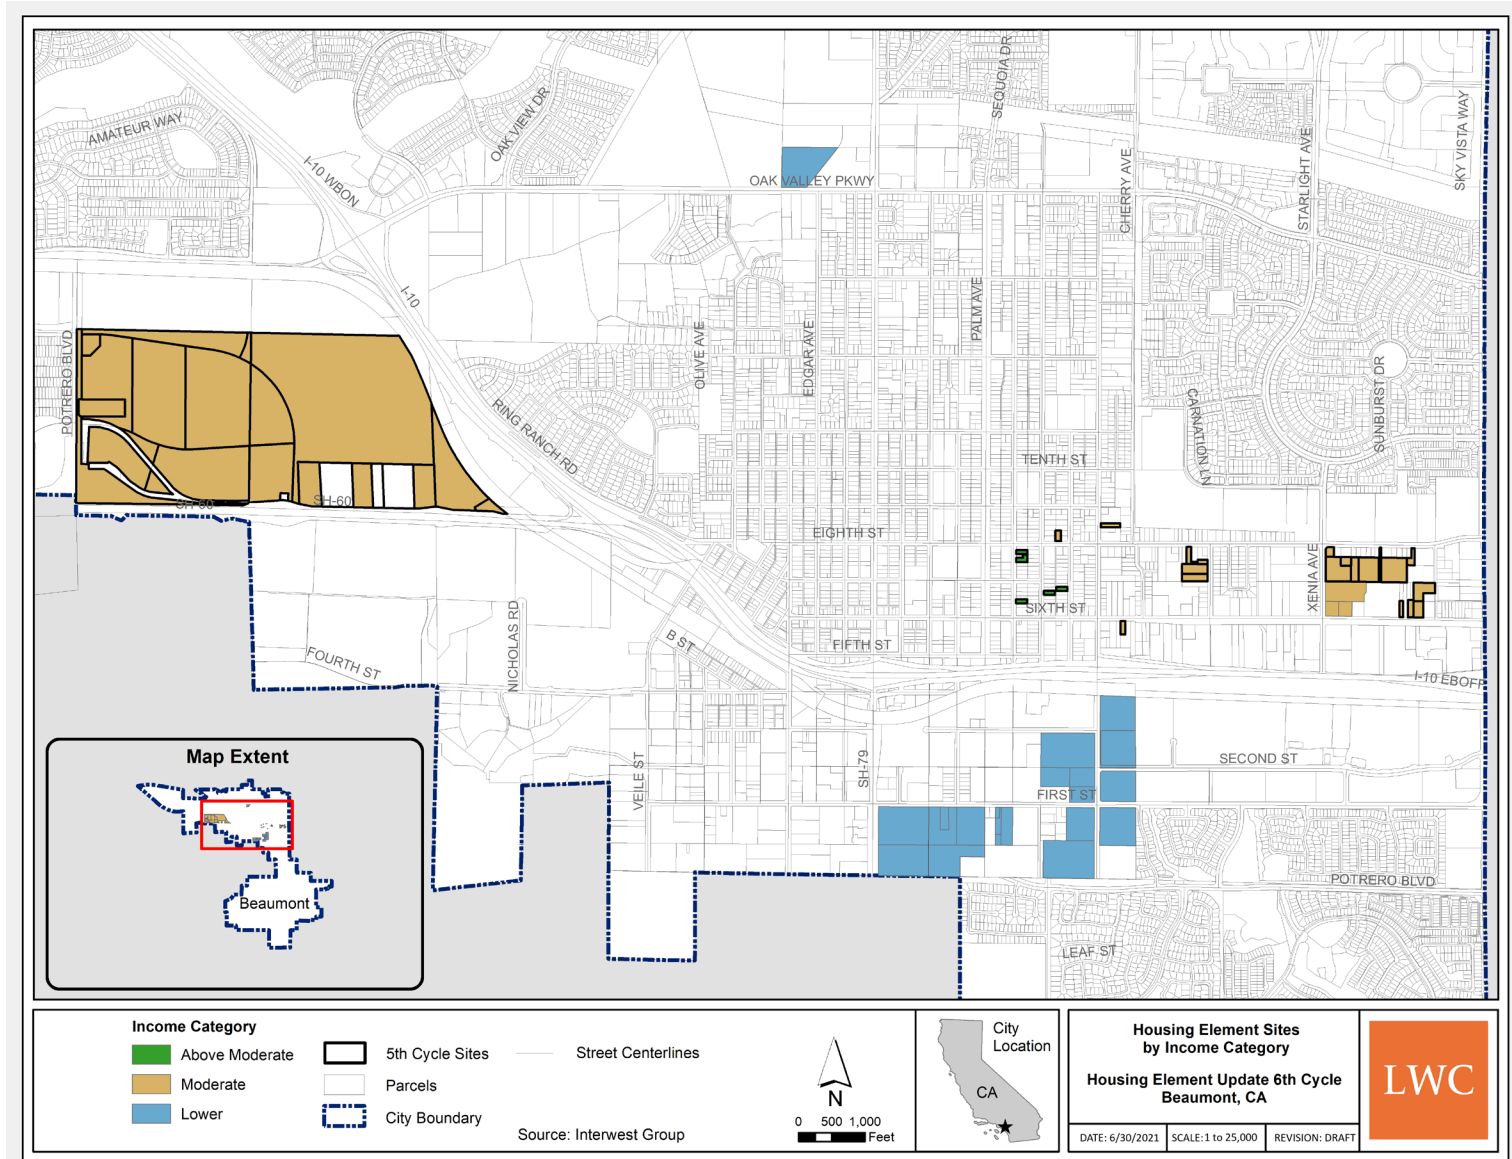 AMATEUR WAY
I-10 WBON
OAK VIEW DR
SEQUOIA DR
SKY VISTA WAY
STARLIGHT AVE
CHERRY AVE
OAK VALLEY PKWY
I-10
POTRERO BLVD
OLIVE AVE
EDGAR AVE
PALM AVE
RING RANCH RD
CARNATION LN
SUNBURST DR
TENTH ST
SH-60
SH-60
EIGHTH ST
XENIA AVE
SIXTH ST
NICHOLAS RD
B ST
FIFTH ST
FOURTH ST
I-10 EBOFF
VEILE ST
SH-79
SECOND ST
FIRST ST
POTRERO BLVD
LEAF ST
Map Extent
Beaumont
Income Category
Above Moderate
Moderate
Lower
5th Cycle Sites
Parcels
City Boundary
Street Centerlines
Source: Interwest Group
N
0 500 1,000
Feet
City
Location
CA
Housing Element Sites
by Income Category
Housing Element Update 6th Cycle
Beaumont, CA
DATE: 6/30/2021
SCALE: 1 to 25,000
REVISION: DRAFT
LWC